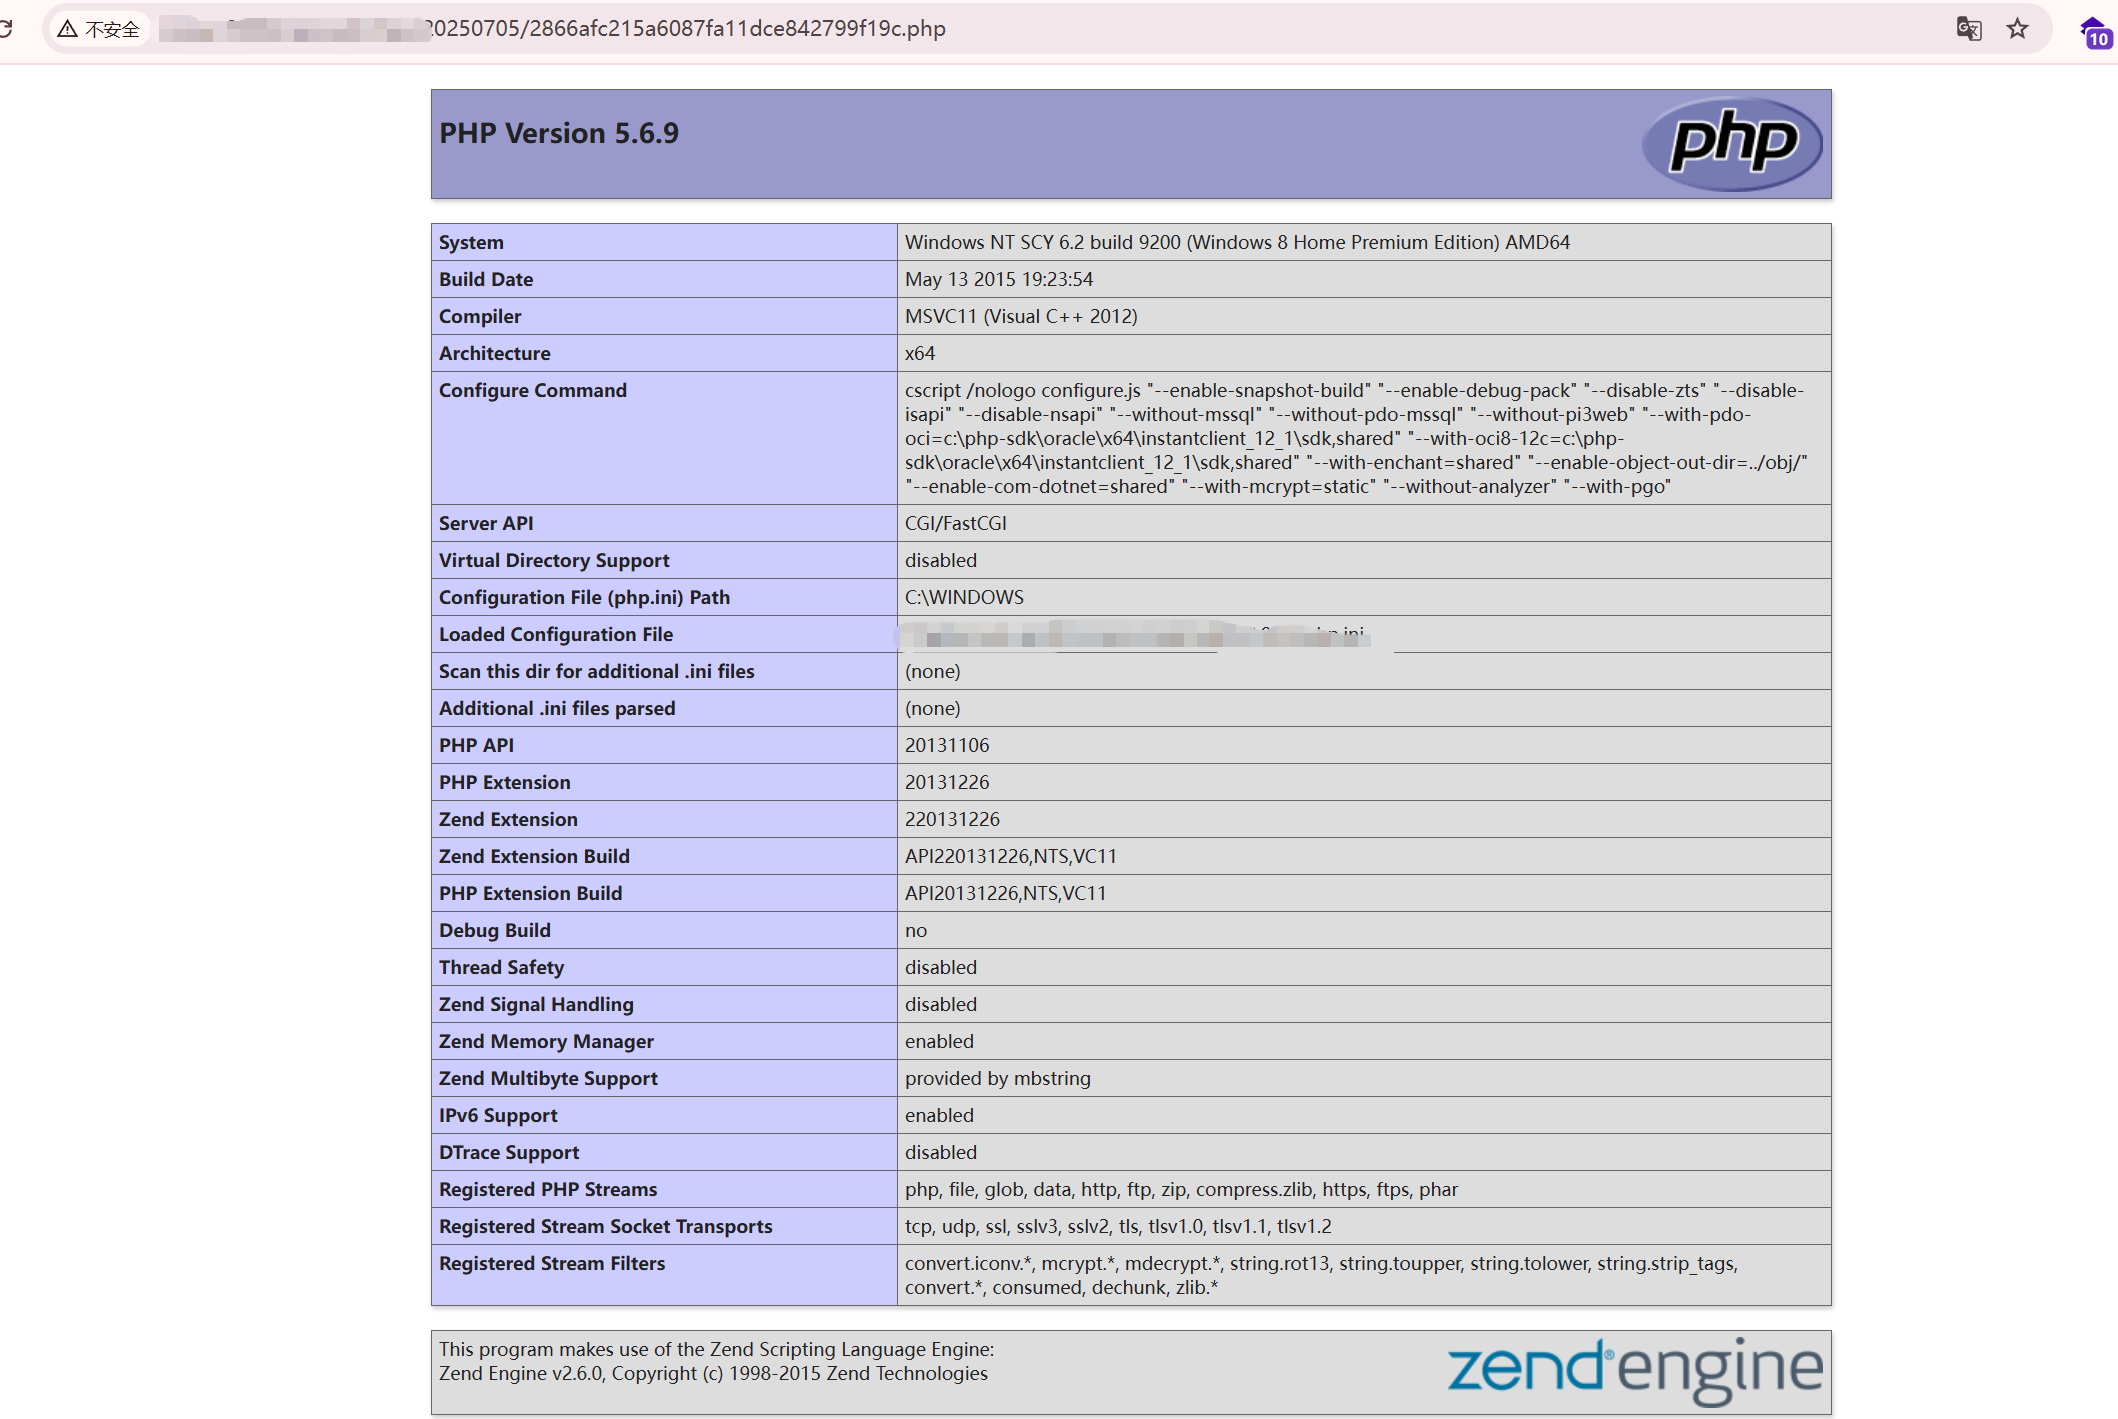 不安全 20250705/2866afc215a6087fa11dce842799f19c.php
10
PHP Version 5.6.9
php
System Windows NT SCY 6.2 build 9200 (Windows 8 Home Premium Edition) AMD64
Build Date May 13 2015 19:23:54
Compiler MSVC11 (Visual C++ 2012)
Architecture x64
Configure Command cscript /nologo configure.js "--enable-snapshot-build" "--enable-debug-pack" "--disable-zts" "--disable-
isapi" "--disable-nsapi" "--without-mssql" "--without-pdo-mssql" "--without-pi3web" "--with-pdo-
oci=c:\php-sdk\oracle\x64\instantclient_12_1\sdk,shared" "--with-oci8-12c=c:\php-
sdk\oracle\x64\instantclient_12_1\sdk,shared" "--with-enchant=shared" "--enable-object-out-dir=../obj/"
"--enable-com-dotnet=shared" "--with-mcrypt=static" "--without-analyzer" "--with-pgo"
Server API CGI/FastCGI
Virtual Directory Support disabled
Configuration File (php.ini) Path C:\WINDOWS
Loaded Configuration File
Scan this dir for additional .ini files (none)
Additional .ini files parsed (none)
PHP API 20131106
PHP Extension 20131226
Zend Extension 220131226
Zend Extension Build API220131226,NTS,VC11
PHP Extension Build API20131226,NTS,VC11
Debug Build no
Thread Safety disabled
Zend Signal Handling disabled
Zend Memory Manager enabled
Zend Multibyte Support provided by mbstring
IPv6 Support enabled
DTrace Support disabled
Registered PHP Streams php, file, glob, data, http, ftp, zip, compress.zlib, https, ftps, phar
Registered Stream Socket Transports tcp, udp, ssl, sslv3, sslv2, tls, tlsv1.0, tlsv1.1, tlsv1.2
Registered Stream Filters convert.iconv.*, mcrypt.*, mdecrypt.*, string.rot13, string.toupper, string.tolower, string.strip_tags,
convert.*, consumed, dechunk, zlib.*
This program makes use of the Zend Scripting Language Engine:
Zend Engine v2.6.0, Copyright (c) 1998-2015 Zend Technologies
zend® engine